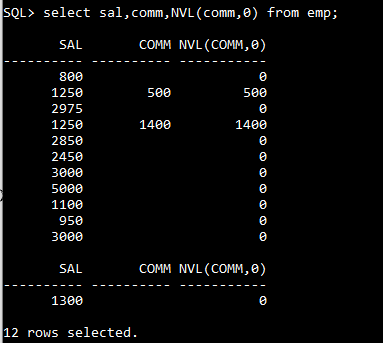 SQL> select sal,comm,NVL(comm,0) from emp;
SAL COMM NVL(COMM,0)
---------- ---------- -----------
800 0
1250 500 500
2975 0
1250 1400 1400
2850 0
2450 0
3000 0
5000 0
1100 0
950 0
3000 0
SAL COMM NVL(COMM,0)
---------- ---------- -----------
1300 0
12 rows selected.